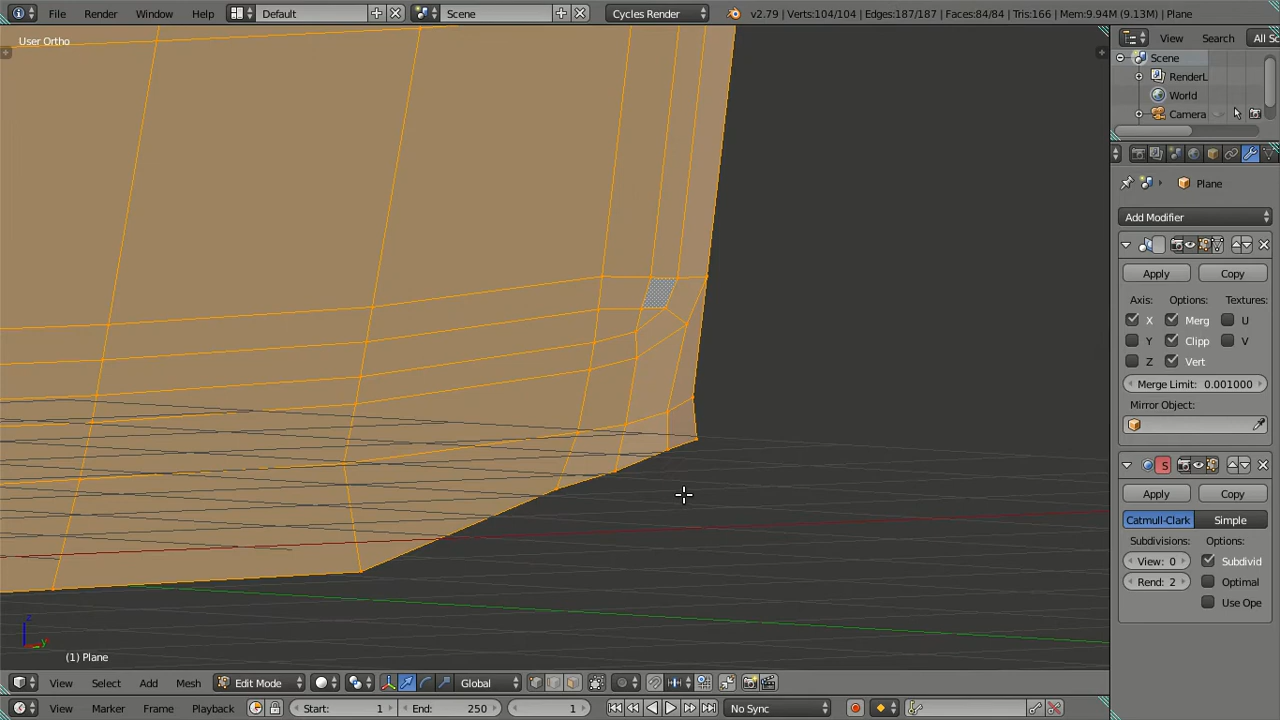 File Render Window Help Default Scene Cycles Render v2.79 | Verts:104/104 | Edges:187/187 | Faces:84/84 | Tris:166 | Mem:9.94M (9.13M) | Plane
User Ortho
View Search All Sc
Scene
RenderL
World
Camera
Plane
Add Modifier
Apply Copy
Axis: Options: Textures:
X Merg U
Y Clipp V
Z Vert
Merge Limit: 0.001000
Mirror Object:
S
Apply Copy
Catmull-Clark Simple
Subdivisions: Options:
View: 0 Subdivid
Rend: 2 Optimal
Use Ope
z
y
(1) Plane
View Select Add Mesh Edit Mode Global
View Marker Frame Playback Start: 1 End: 250 1 No Sync